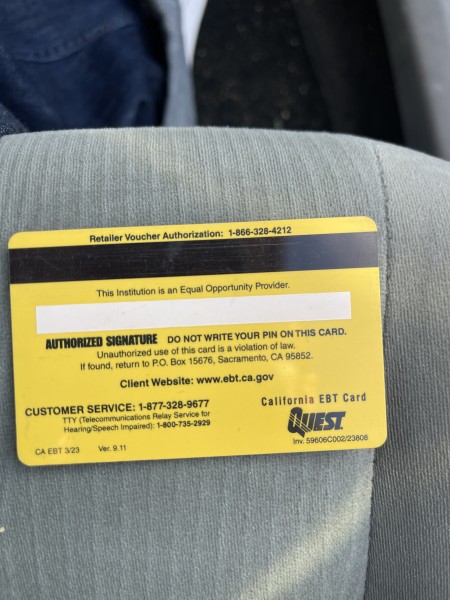 Retailer Voucher Authorization: 1-866-328-4212
This Institution is an Equal Opportunity Provider.
AUTHORIZED SIGNATURE DO NOT WRITE YOUR PIN ON THIS CARD.
Unauthorized use of this card is a violation of law.
If found, return to P.O. Box 15676, Sacramento, CA 95852.
Client Website: www.ebt.ca.gov
CUSTOMER SERVICE: 1-877-328-9677
TTY (Telecommunications Relay Service for
Hearing/Speech Impaired): 1-800-735-2929
CA EBT 3/23 Ver. 9.11
California EBT Card
QUEST.
Inv. 59606C002/23808